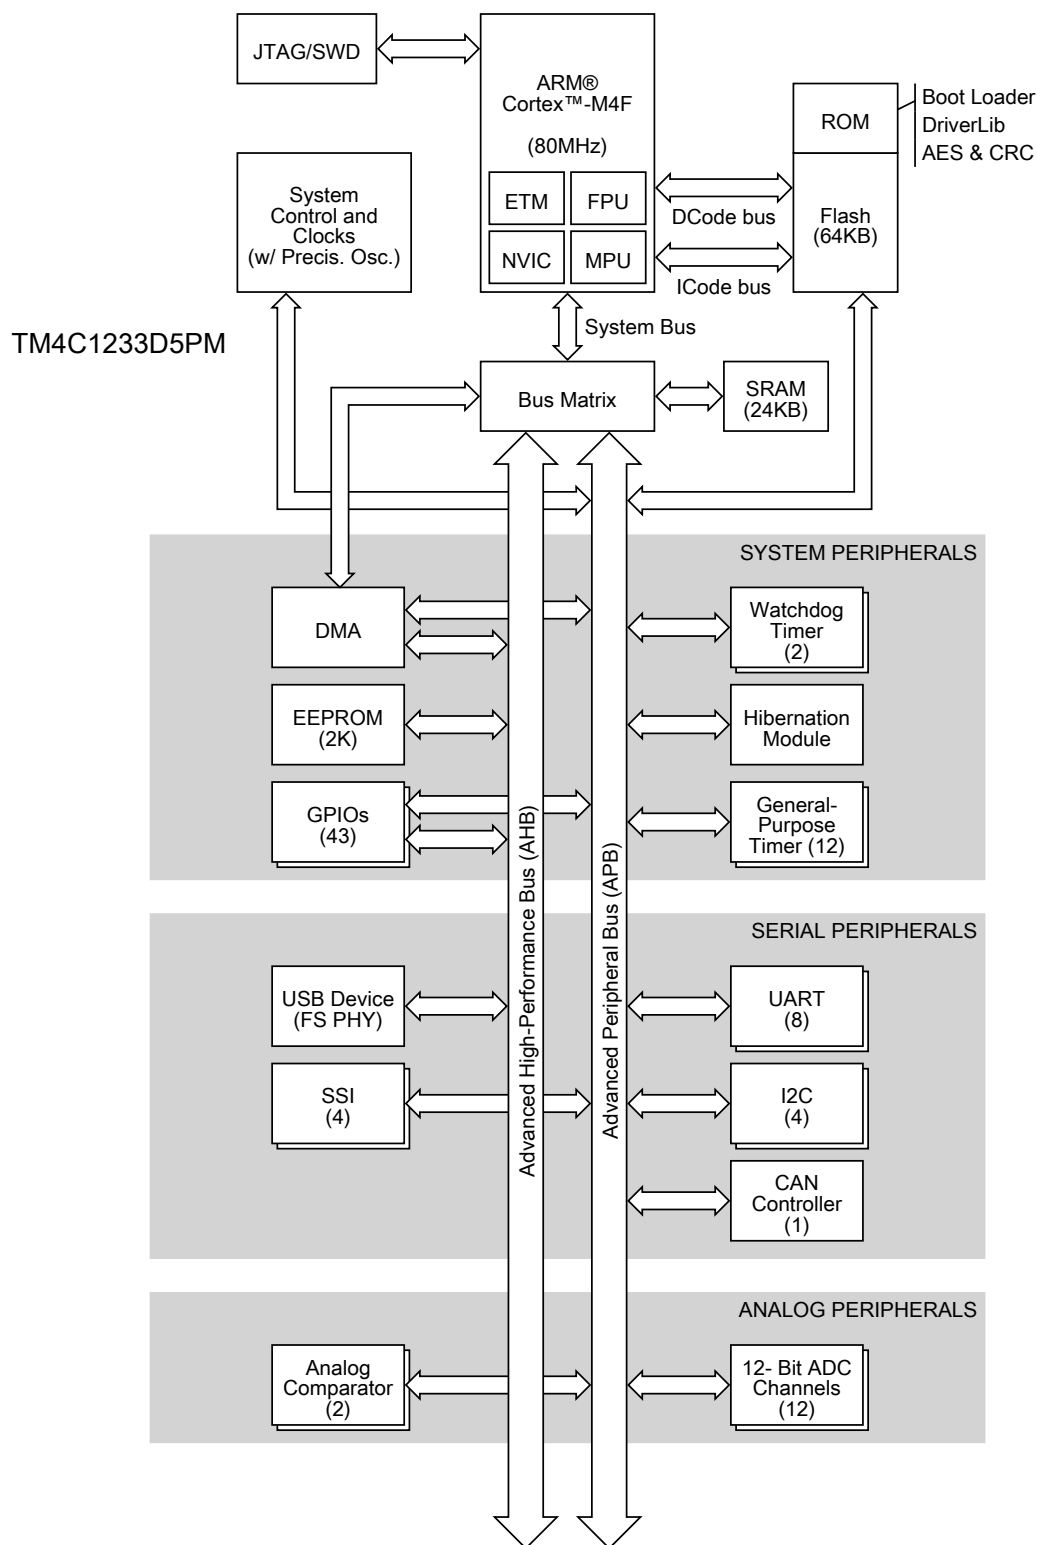 JTAG/SWD
ARM®
Cortex™-M4F
(80MHz)
ETM
FPU
NVIC
MPU
ROM
Boot Loader
DriverLib
AES & CRC
Flash
(64KB)
DCode bus
ICode bus
System
Control and
Clocks
(w/ Precis. Osc.)
TM4C1233D5PM
System Bus
Bus Matrix
SRAM
(24KB)
SYSTEM PERIPHERALS
DMA
Watchdog
Timer
(2)
EEPROM
(2K)
Hibernation
Module
GPIOs
(43)
General-
Purpose
Timer (12)
Advanced High-Performance Bus (AHB)
Advanced Peripheral Bus (APB)
SERIAL PERIPHERALS
USB Device
(FS PHY)
UART
(8)
SSI
(4)
I2C
(4)
CAN
Controller
(1)
ANALOG PERIPHERALS
Analog
Comparator
(2)
12- Bit ADC
Channels
(12)